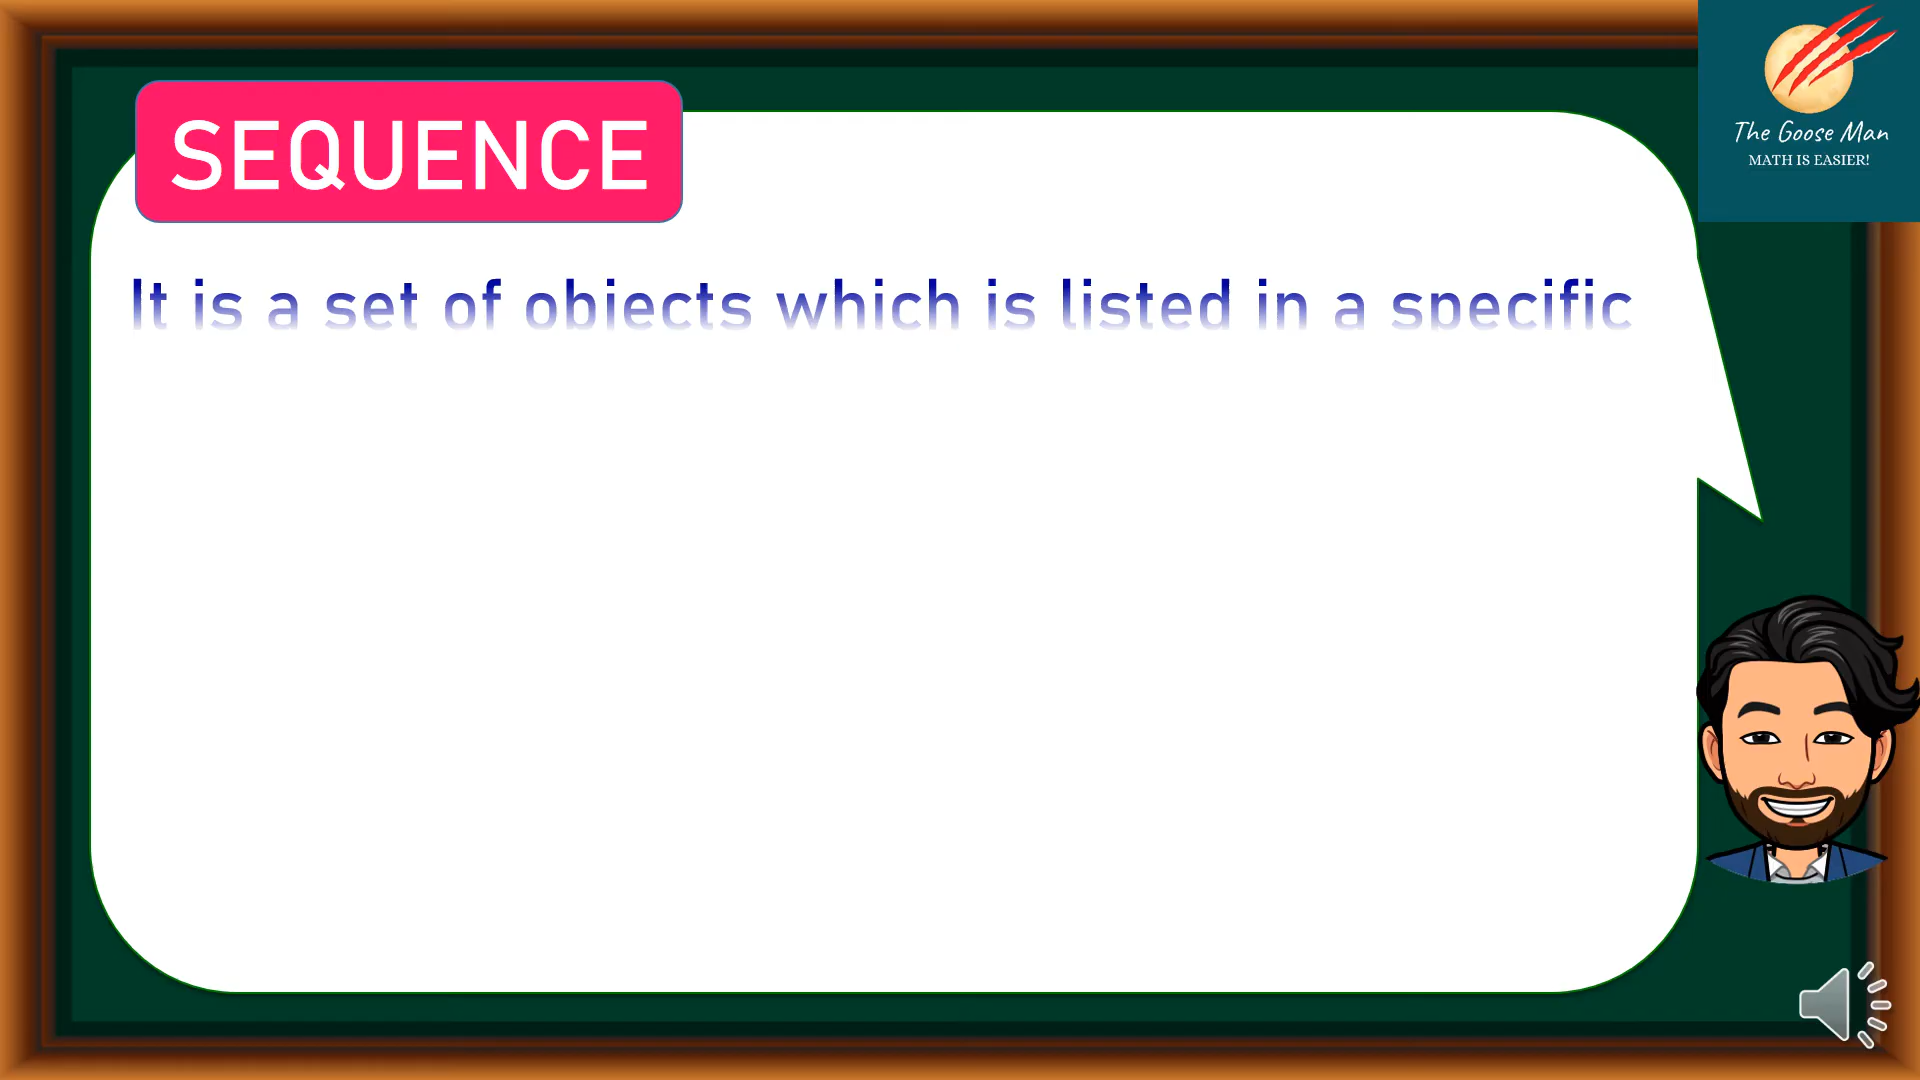 SEQUENCE
The Goose Man
MATH IS EASIER!
It is a set of objects which is listed in a specific